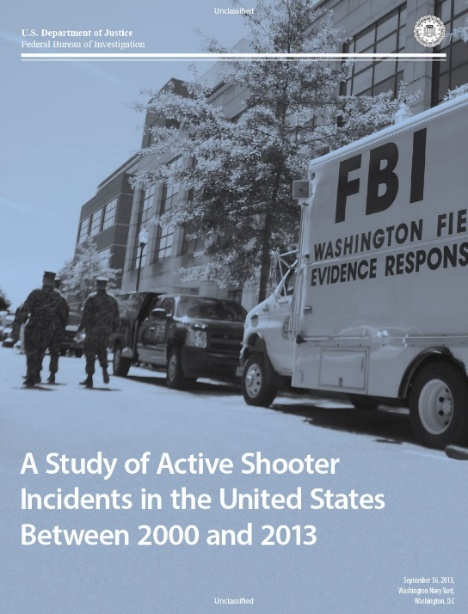 Unclassified
U.S. Department of Justice
Federal Bureau of Investigation
FBI
WASHINGTON FIE
EVIDENCE RESPONS
A Study of Active Shooter
Incidents in the United States
Between 2000 and 2013
September 16, 2013,
Washington Navy Yard,
Washington, D.C
Unclassified